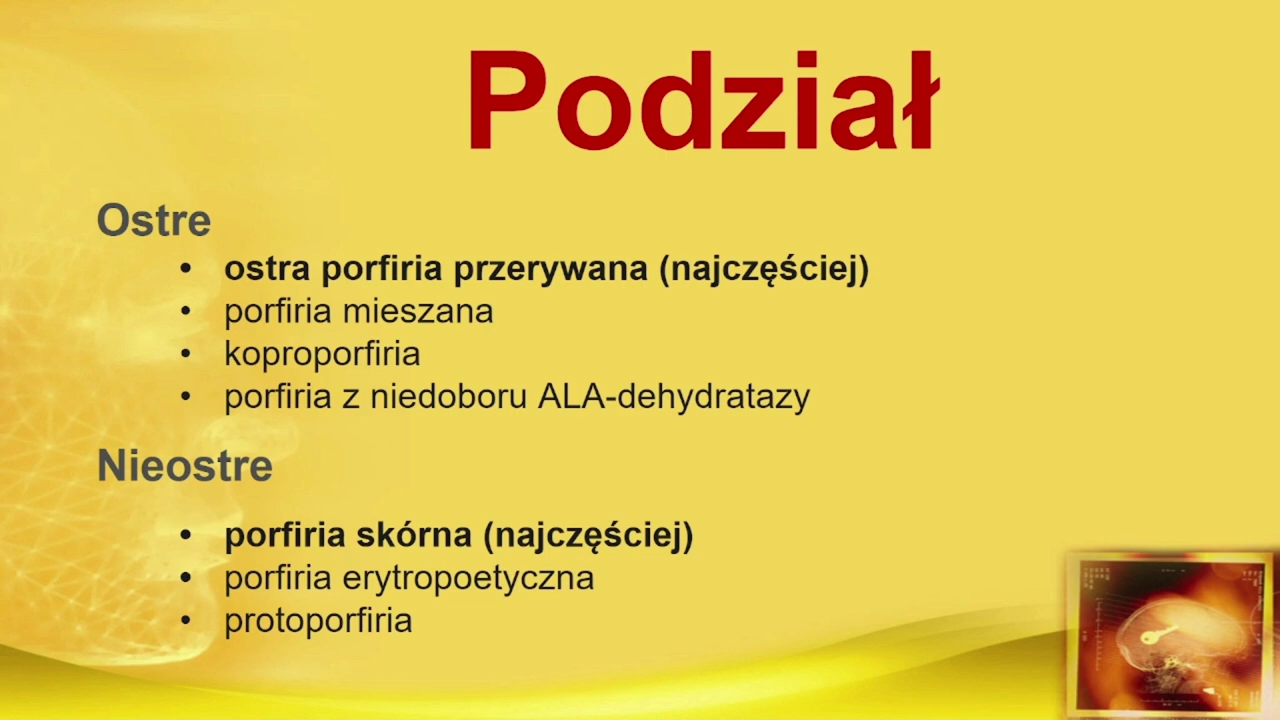 Podział
Ostre
• ostra porfiria przerywana (najczęściej)
• porfiria mieszana
• koproporfiria
• porfiria z niedoboru ALA-dehydratazy
Nieostre
• porfiria skórna (najczęściej)
• porfiria erytropoetyczna
• protoporfiria